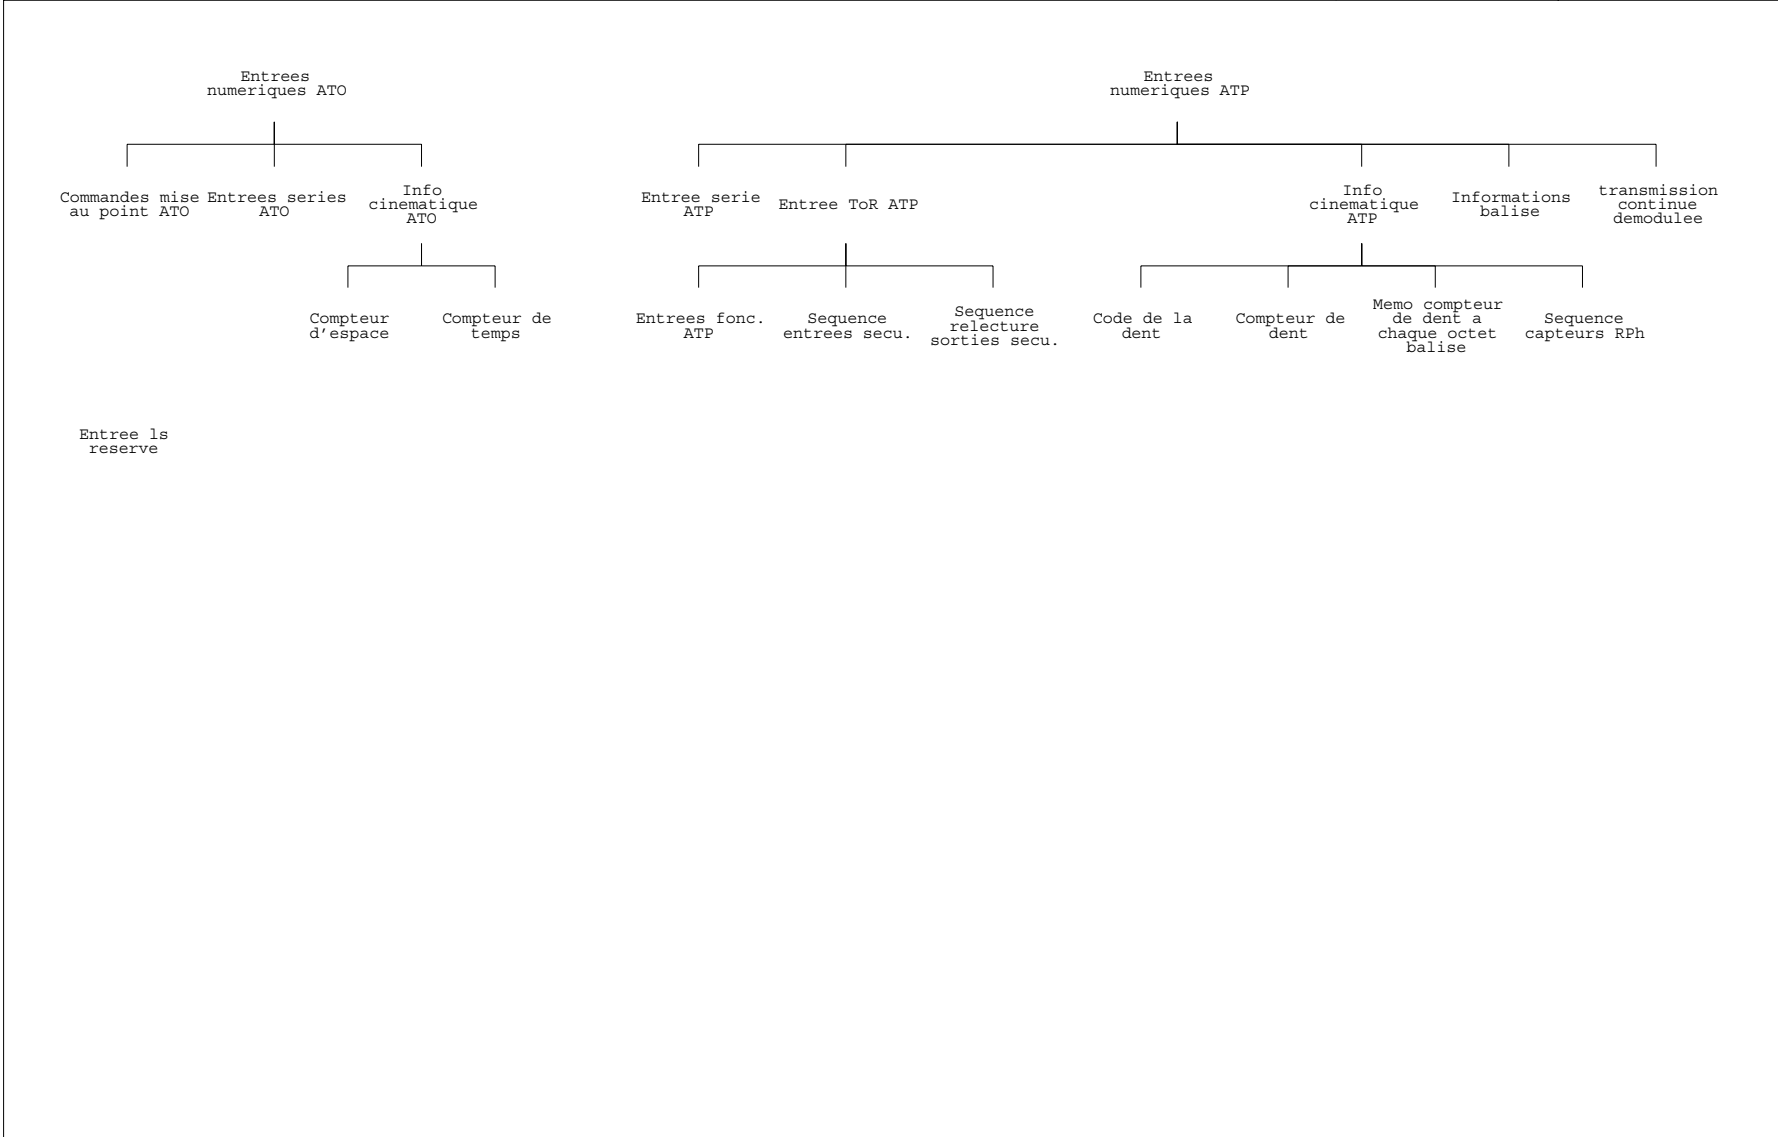 Entrees
numeriques ATO
Entrees
numeriques ATP
Commandes mise
au point ATO
Entrees series
ATO
Info
cinematique
ATO
Entree serie
ATP
Entree ToR ATP
Info
cinematique
ATP
Informations
balise
transmission
continue
demodulee
Compteur
d'espace
Compteur de
temps
Entrees fonc.
ATP
Sequence
entrees secu.
Sequence
relecture
sorties secu.
Code de la
dent
Compteur de
dent
Memo compteur
de dent a
chaque octet
balise
Sequence
capteurs RPh
Entree ls
reserve